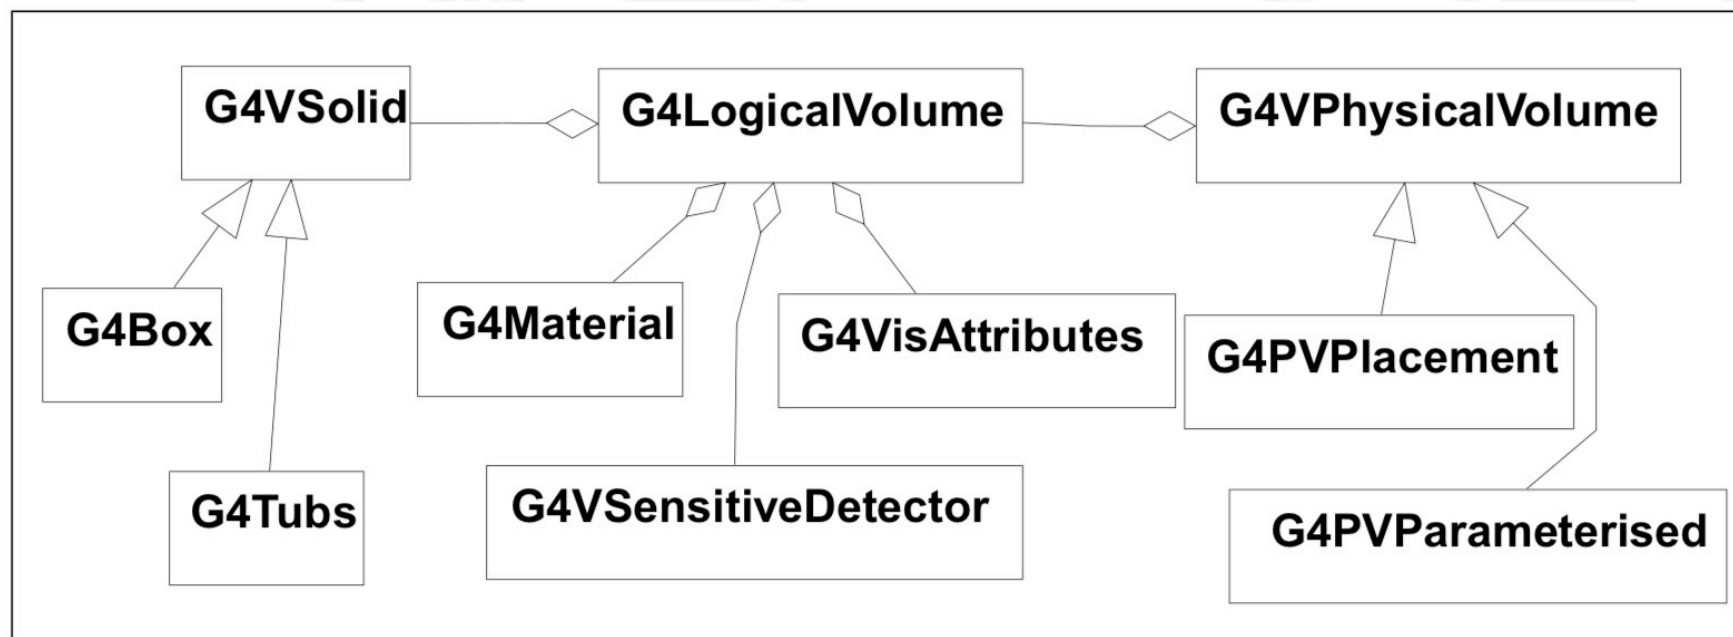 G4VSolid
G4LogicalVolume
G4VPhysicalVolume
G4Box
G4Material
G4VisAttributes
G4PVPlacement
G4Tubs
G4VSensitiveDetector
G4PVParameterised